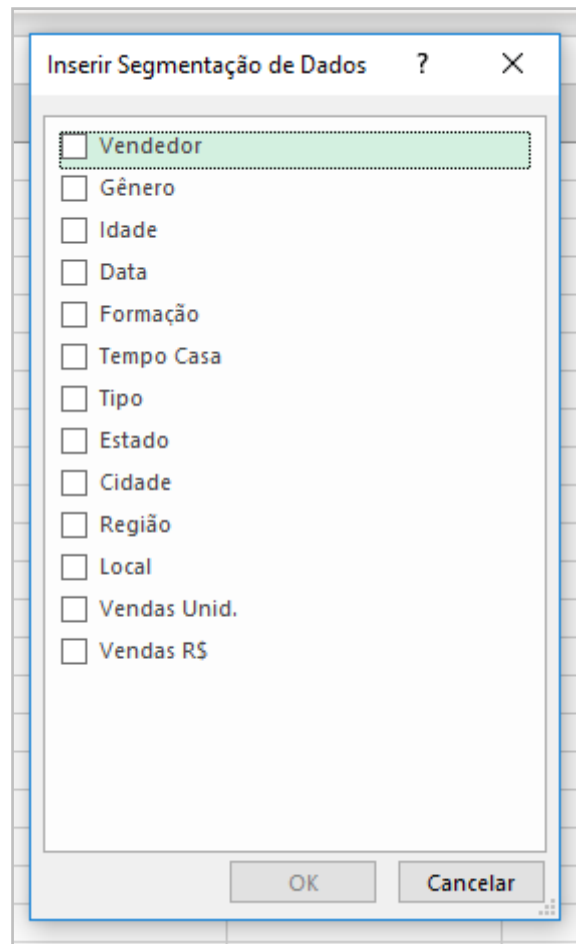 Inserir Segmentação de Dados ?
Vendedor
Gênero
Idade
Data
Formação
Tempo Casa
Tipo
Estado
Cidade
Região
Local
Vendas Unid.
Vendas R$
OK Cancelar